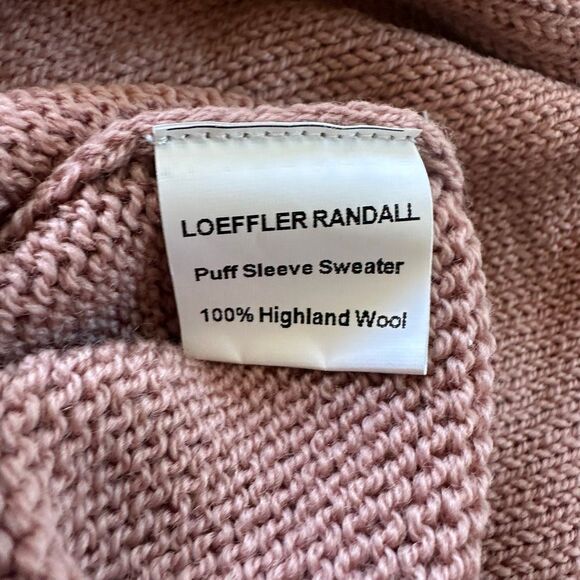 LOEFFLER RANDALL
Puff Sleeve Sweater
100% Highland Wool